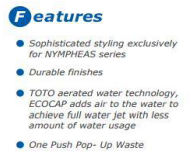 Features
Sophisticated styling exclusively
for NYMPHEAS series
Durable finishes
TOTO aerated water technology,
ECOCAP adds air to the water to
achieve full water jet with less
amount of water usage
One Push Pop- Up Waste